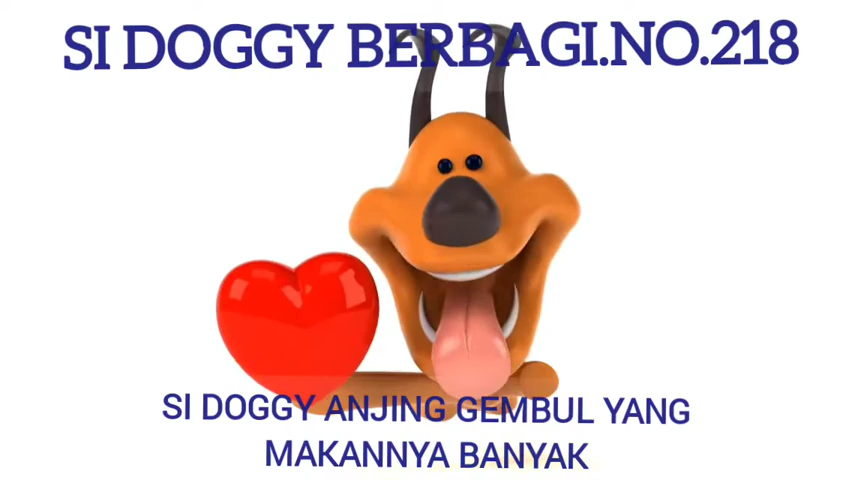 SI DOGGY BERBAGI.NO.218
SI DOGGY ANJING GEMBUL YANG
MAKANNYA BANYAK